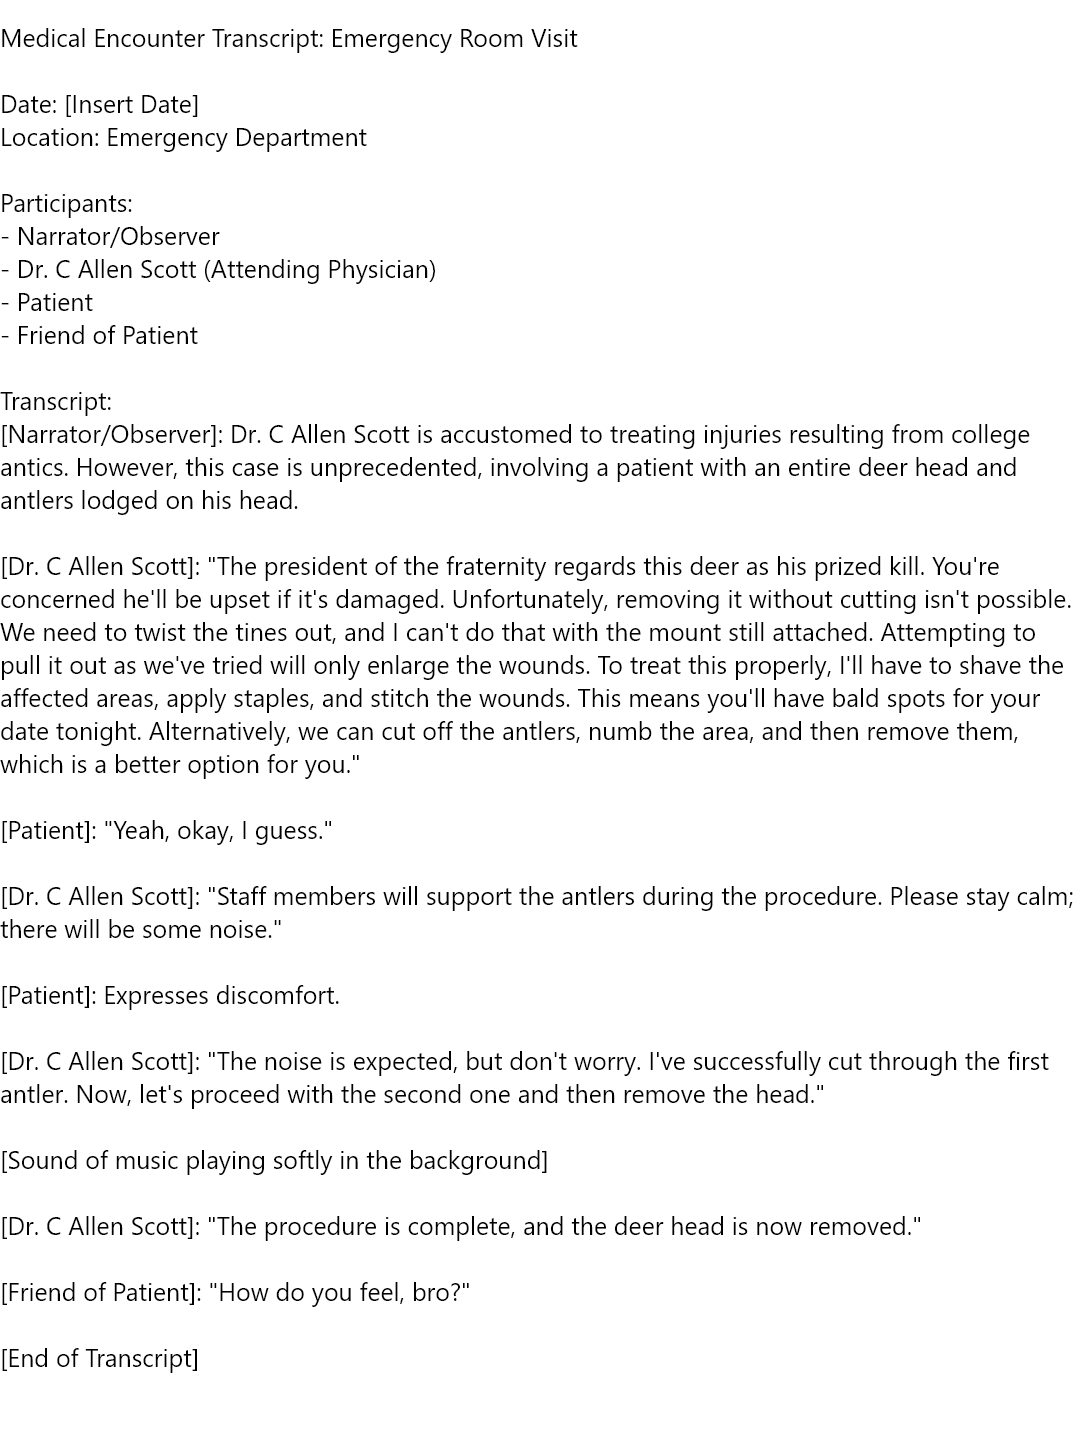 Medical Encounter Transcript: Emergency Room Visit
Date: [Insert Date]
Location: Emergency Department
Participants:
- Narrator/Observer
- Dr. C Allen Scott (Attending Physician)
- Patient
- Friend of Patient
Transcript:
[Narrator/Observer]: Dr. C Allen Scott is accustomed to treating injuries resulting from college
antics. However, this case is unprecedented, involving a patient with an entire deer head and
antlers lodged on his head.
[Dr. C Allen Scott]: "The president of the fraternity regards this deer as his prized kill. You're
concerned he'll be upset if it's damaged. Unfortunately, removing it without cutting isn't possible.
We need to twist the tines out, and I can't do that with the mount still attached. Attempting to
pull it out as we've tried will only enlarge the wounds. To treat this properly, I'll have to shave the
affected areas, apply staples, and stitch the wounds. This means you'll have bald spots for your
date tonight. Alternatively, we can cut off the antlers, numb the area, and then remove them,
which is a better option for you."
[Patient]: "Yeah, okay, I guess."
[Dr. C Allen Scott]: "Staff members will support the antlers during the procedure. Please stay calm;
there will be some noise."
[Patient]: Expresses discomfort.
[Dr. C Allen Scott]: "The noise is expected, but don't worry. I've successfully cut through the first
antler. Now, let's proceed with the second one and then remove the head."
[Sound of music playing softly in the background]
[Dr. C Allen Scott]: "The procedure is complete, and the deer head is now removed."
[Friend of Patient]: "How do you feel, bro?"
[End of Transcript]